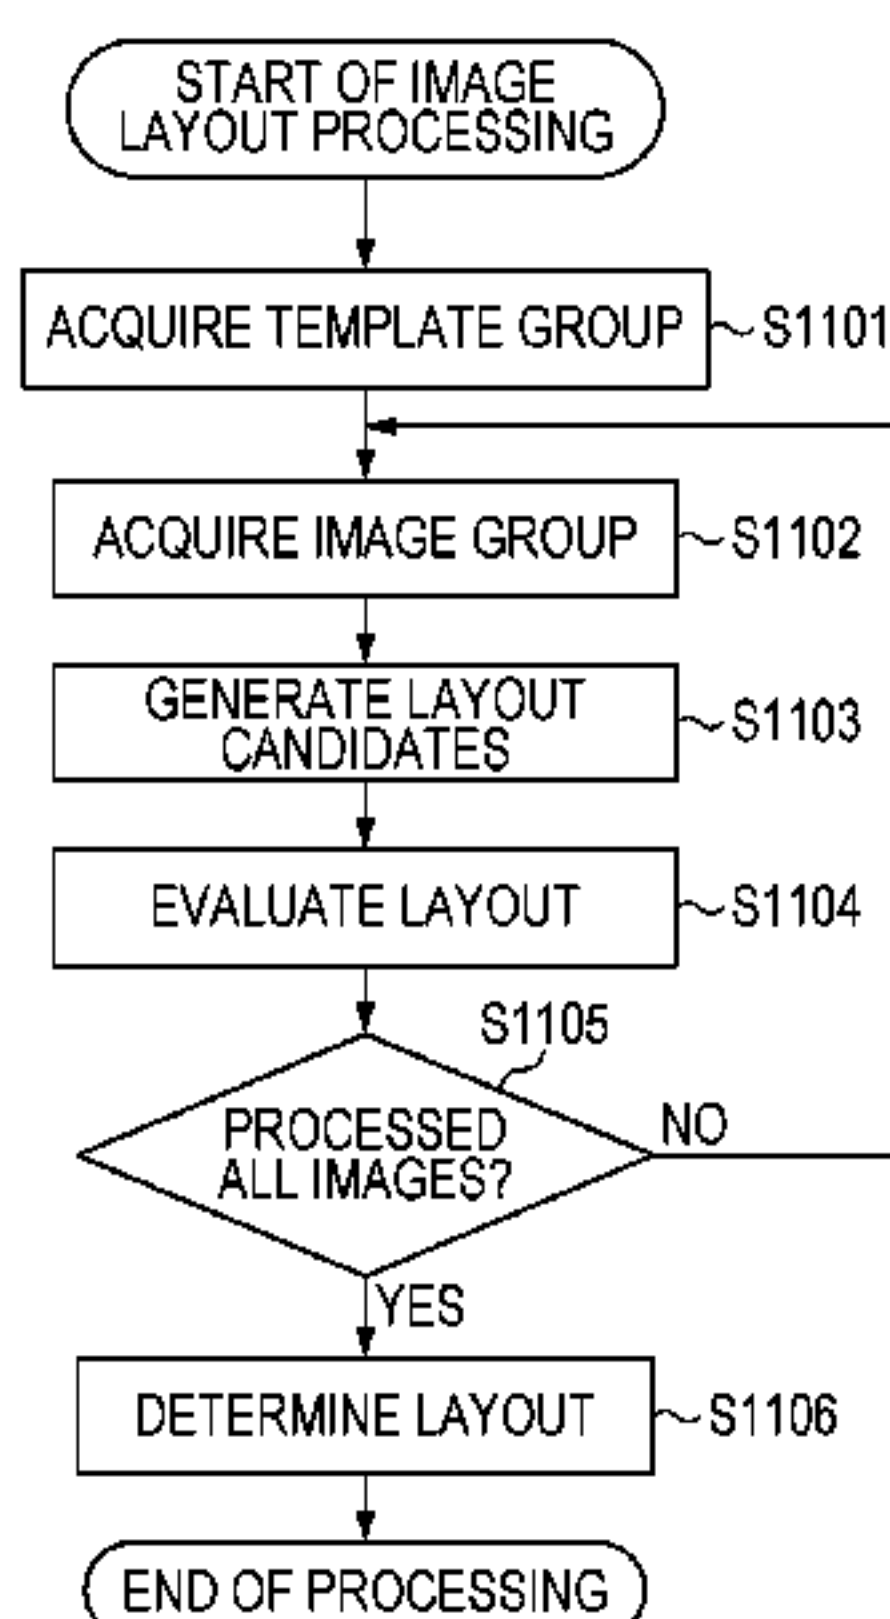 START OF IMAGE
LAYOUT PROCESSING
ACQUIRE TEMPLATE GROUP
S1101
ACQUIRE IMAGE GROUP
S1102
GENERATE LAYOUT
CANDIDATES
S1103
EVALUATE LAYOUT
S1104
S1105
PROCESSED
ALL IMAGES?
NO
YES
DETERMINE LAYOUT
S1106
END OF PROCESSING